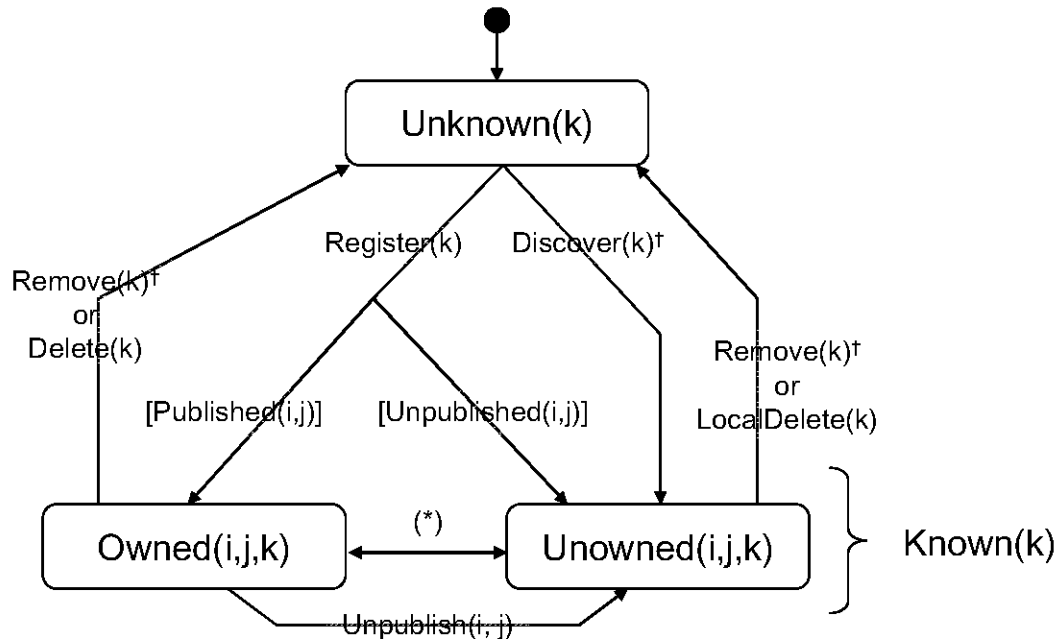 Unknown(k)
Register(k)
Discover(k)†
Remove(k)†
or
Delete(k)
Remove(k)†
or
LocalDelete(k)
[Published(i,j)]
[Unpublished(i,j)]
Owned(i,j,k)
(*)
Unowned(i,j,k)
Known(k)
Unpublish(i, j)